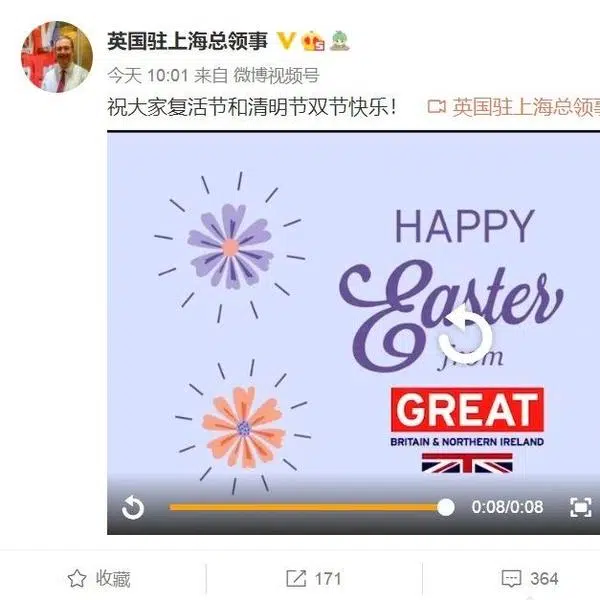 英国驻上海总领事
今天 10:01 来自 微博视频号
祝大家复活节和清明节双节快乐！ 英国驻上海总领事
HAPPY
Easter
from
GREAT
BRITAIN & NORTHERN IRELAND
0:08/0:08
收藏 171 364